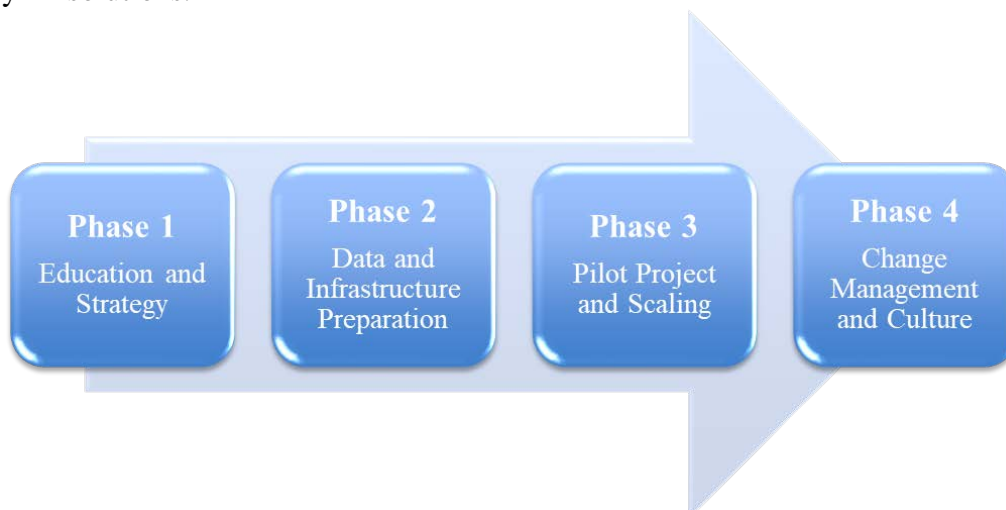 solutions.
Phase 1
Education and
Strategy
Phase 2
Data and
Infrastructure
Preparation
Phase 3
Pilot Project
and Scaling
Phase 4
Change
Management
and Culture